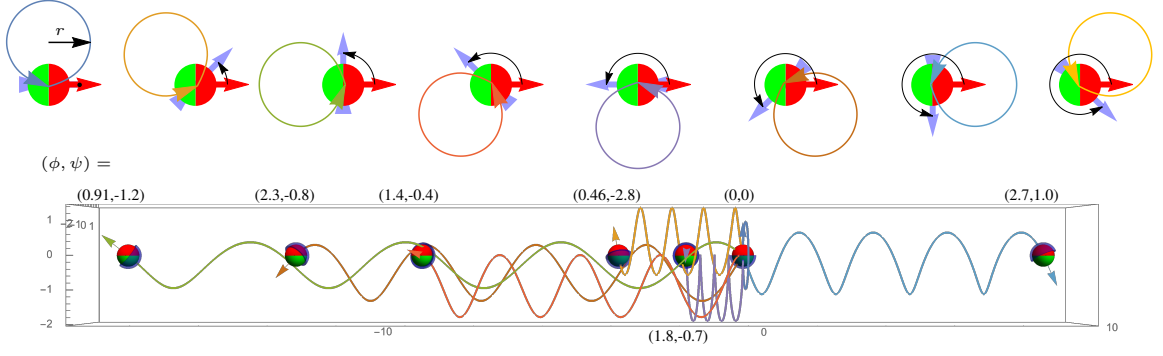 r
(ϕ, ψ) =
(0.91,-1.2) (2.3,-0.8) (1.4,-0.4) (0.46,-2.8) (0,0) (2.7,1.0)
1
0
-1
-2
−10 0 10
(1.8,-0.7)